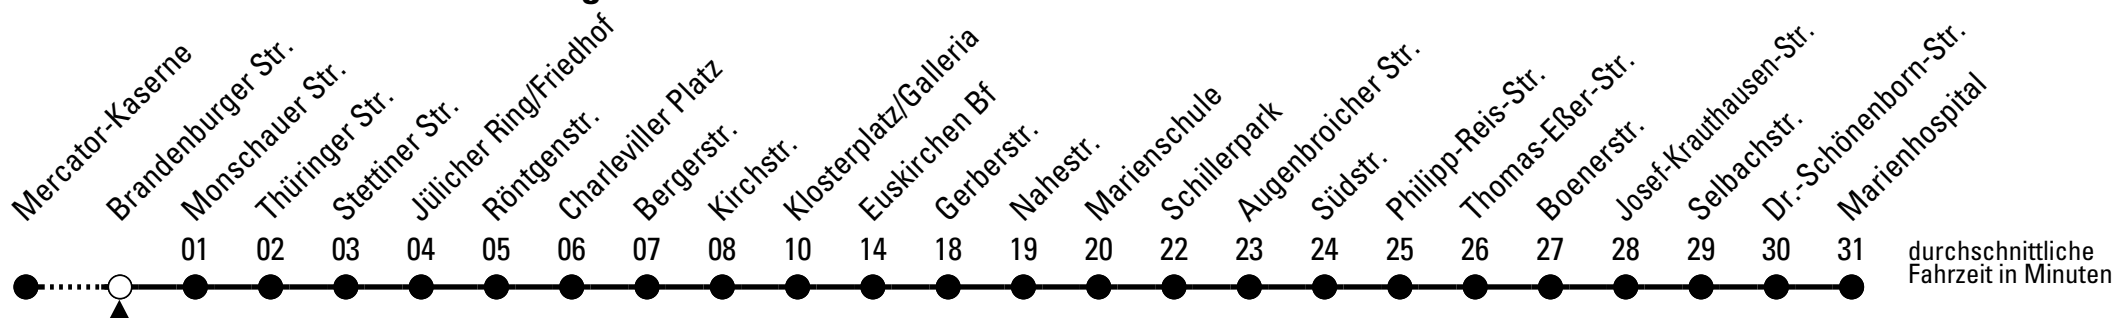 Mercator-Kaserne
Brandenburger Str.
Monschauer Str.
Thüringer Str.
Stettiner Str.
Jülicher Ring/Friedhof
Röntgenstr.
Charleviller Platz
Bergerstr.
Kirchstr.
Klosterplatz/Galleria
Euskirchen Bf
Gerberstr.
Nahestr.
Marienschule
Schillerpark
Augenbroicher Str.
Südstr.
Philipp-Reis-Str.
Thomas-Eßer-Str.
Boenerstr.
Josef-Krauthausen-Str.
Selbachstr.
Dr.-Schönenborn-Str.
Marienhospital
01 02 03 04 05 06 07 08 10 14 18 19 20 22 23 24 25 26 27 28 29 30 31
durchschnittliche
Fahrzeit in Minuten